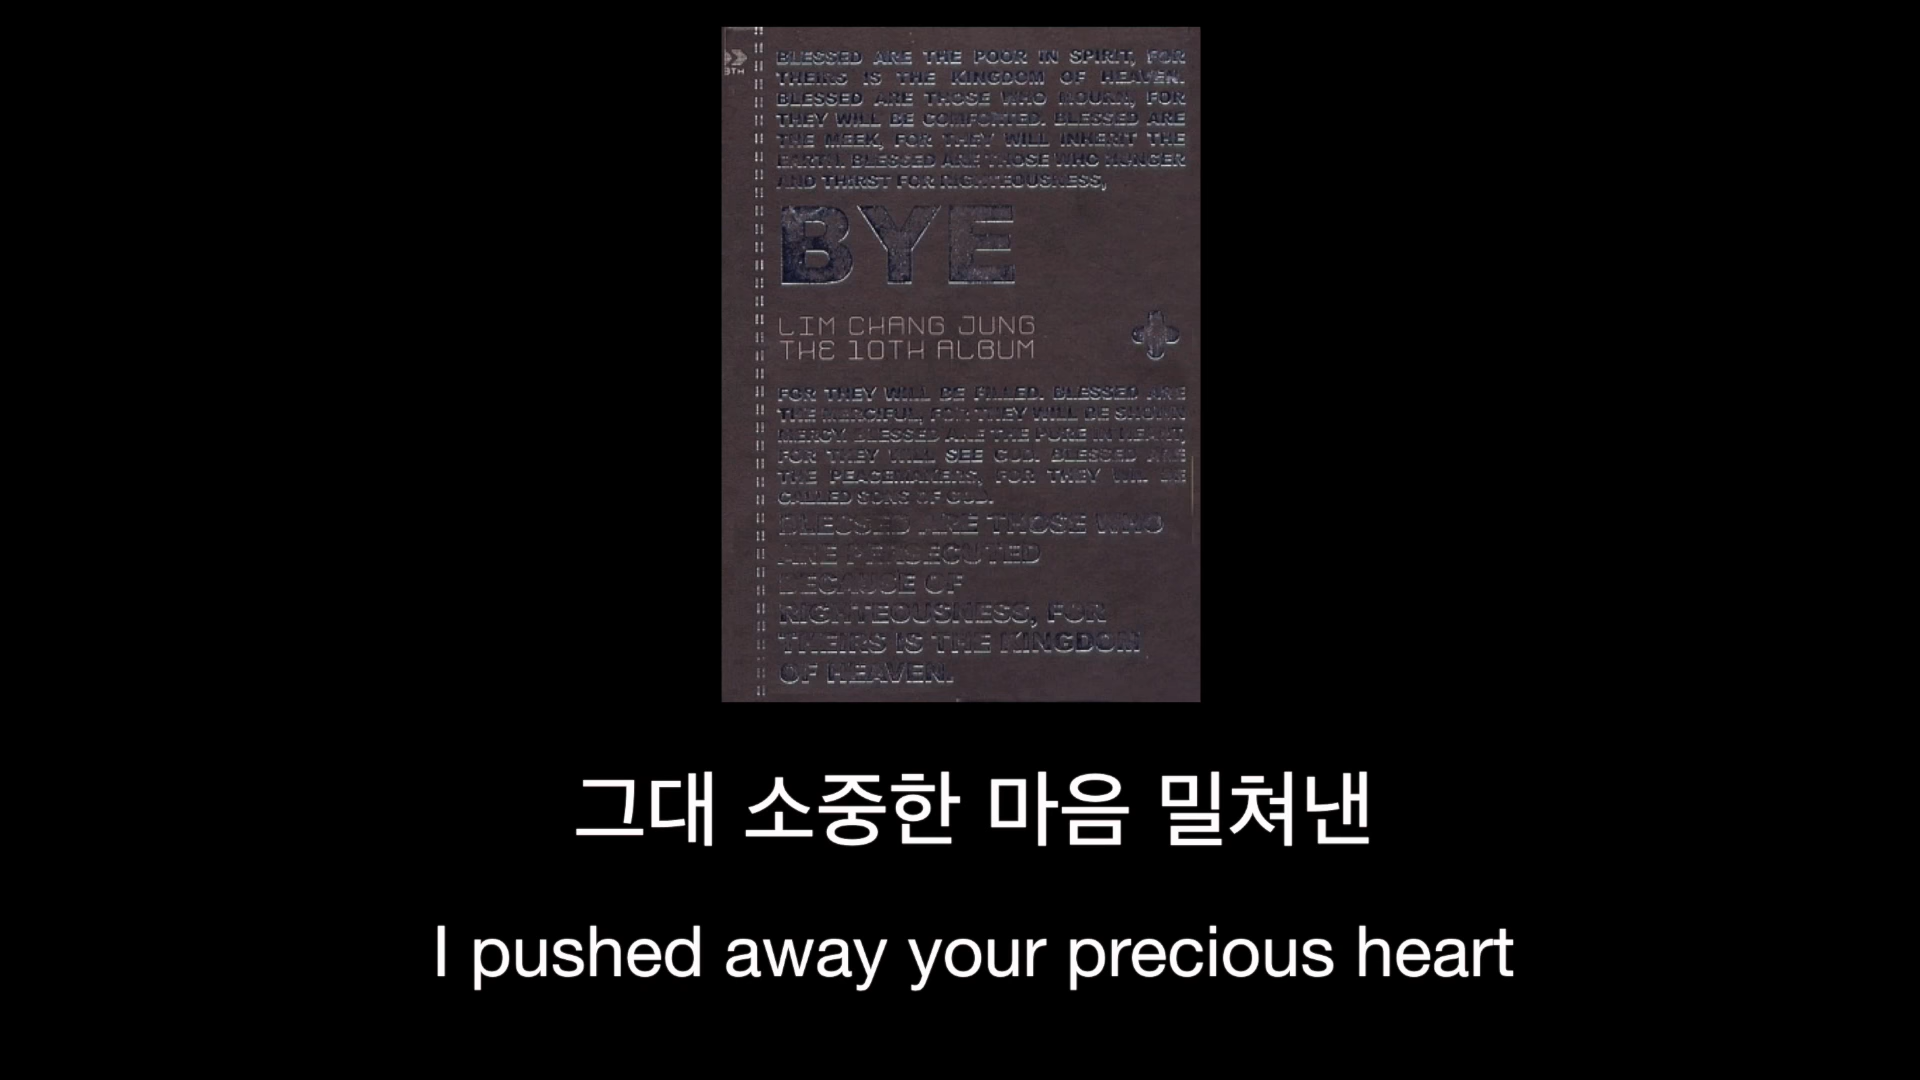 BLESSED ARE THE POOR IN SPIRIT, FOR
THEIRS IS THE KINGDOM OF HEAVEN.
BLESSED ARE THOSE WHO MOURN, FOR
THEY WILL BE COMFORTED. BLESSED ARE
THE MEEK, FOR THEY WILL INHERIT THE
EARTH. BLESSED ARE THOSE WHO HUNGER
AND THIRST FOR RIGHTEOUSNESS,
BYE
LIM CHANG JUNG
THE 10TH ALBUM
FOR THEY WILL BE FILLED. BLESSED ARE
THE MERCIFUL, FOR THEY WILL BE SHOWN
MERCY. BLESSED ARE THE PURE IN HEART,
FOR THEY WILL SEE GOD. BLESSED ARE
THE PEACEMAKERS, FOR THEY WILL BE
CALLED SONS OF GOD.
BLESSED ARE THOSE WHO
ARE PERSECUTED
BECAUSE OF
RIGHTEOUSNESS, FOR
THEIRS IS THE KINGDOM
OF HEAVEN.
그대 소중한 마음 밀쳐낸
I pushed away your precious heart